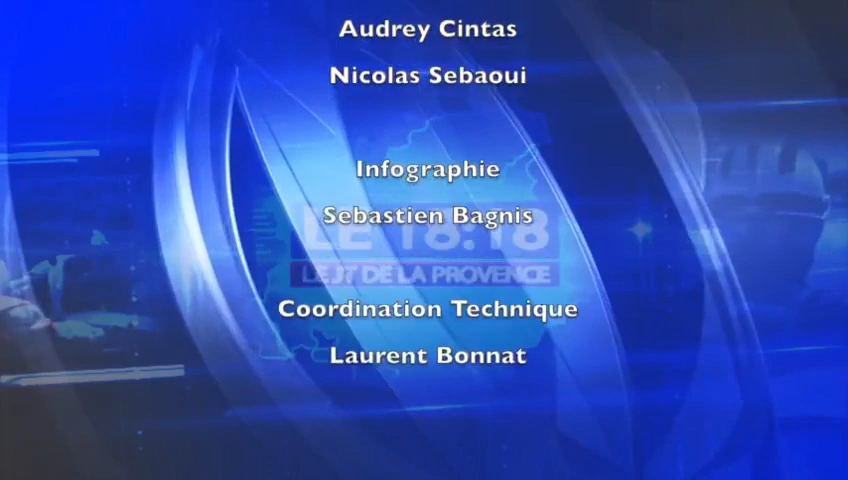 Audrey Cintas
Nicolas Sebaoui
Infographie
Sebastien Bagnis
LE 18:18
LE JT DE LA PROVENCE
Coordination Technique
Laurent Bonnat